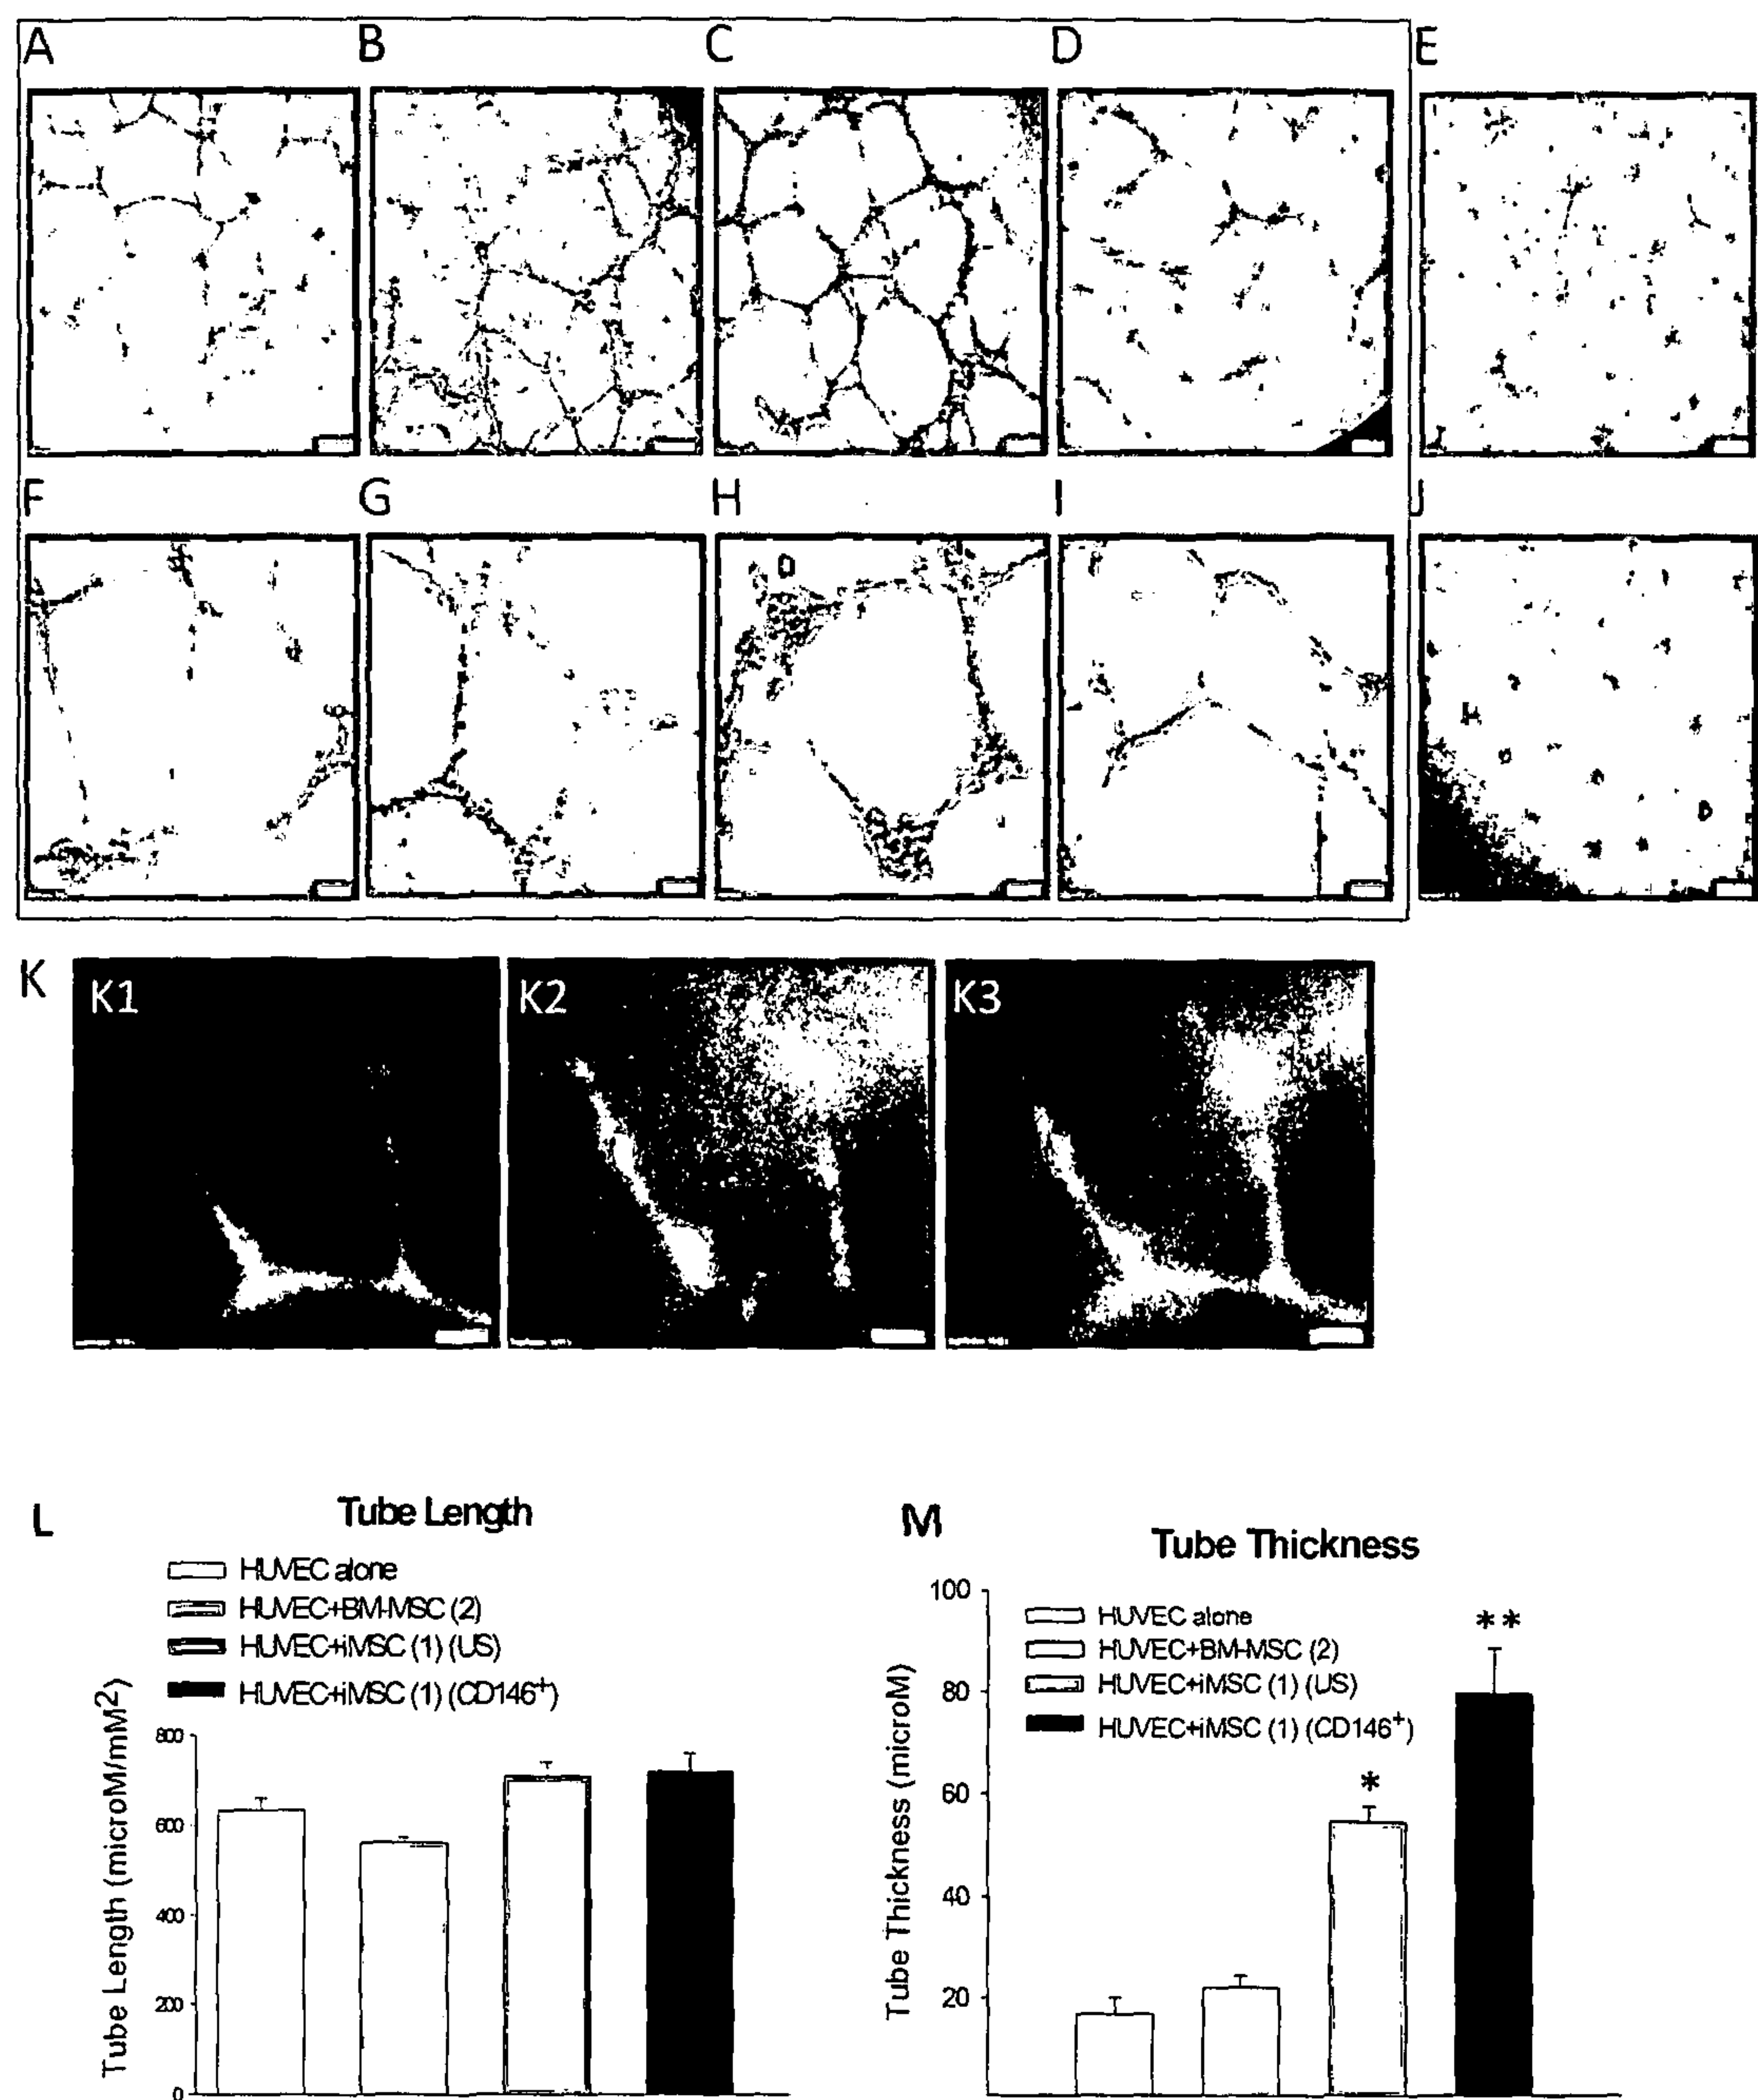 A B C D E
F G H I J
K K1 K2 K3
L Tube Length
HUVEC alone
HUVEC+BM-MSC (2)
HUVEC+iMSC (1) (US)
HUVEC+iMSC (1) (CD146+)
Tube Length (microM/mM2)
800
600
400
200
0
M Tube Thickness
HUVEC alone
HUVEC+BM-MSC (2)
HUVEC+iMSC (1) (US)
HUVEC+iMSC (1) (CD146+)
Tube Thickness (microM)
100
80
60
40
20
*
**